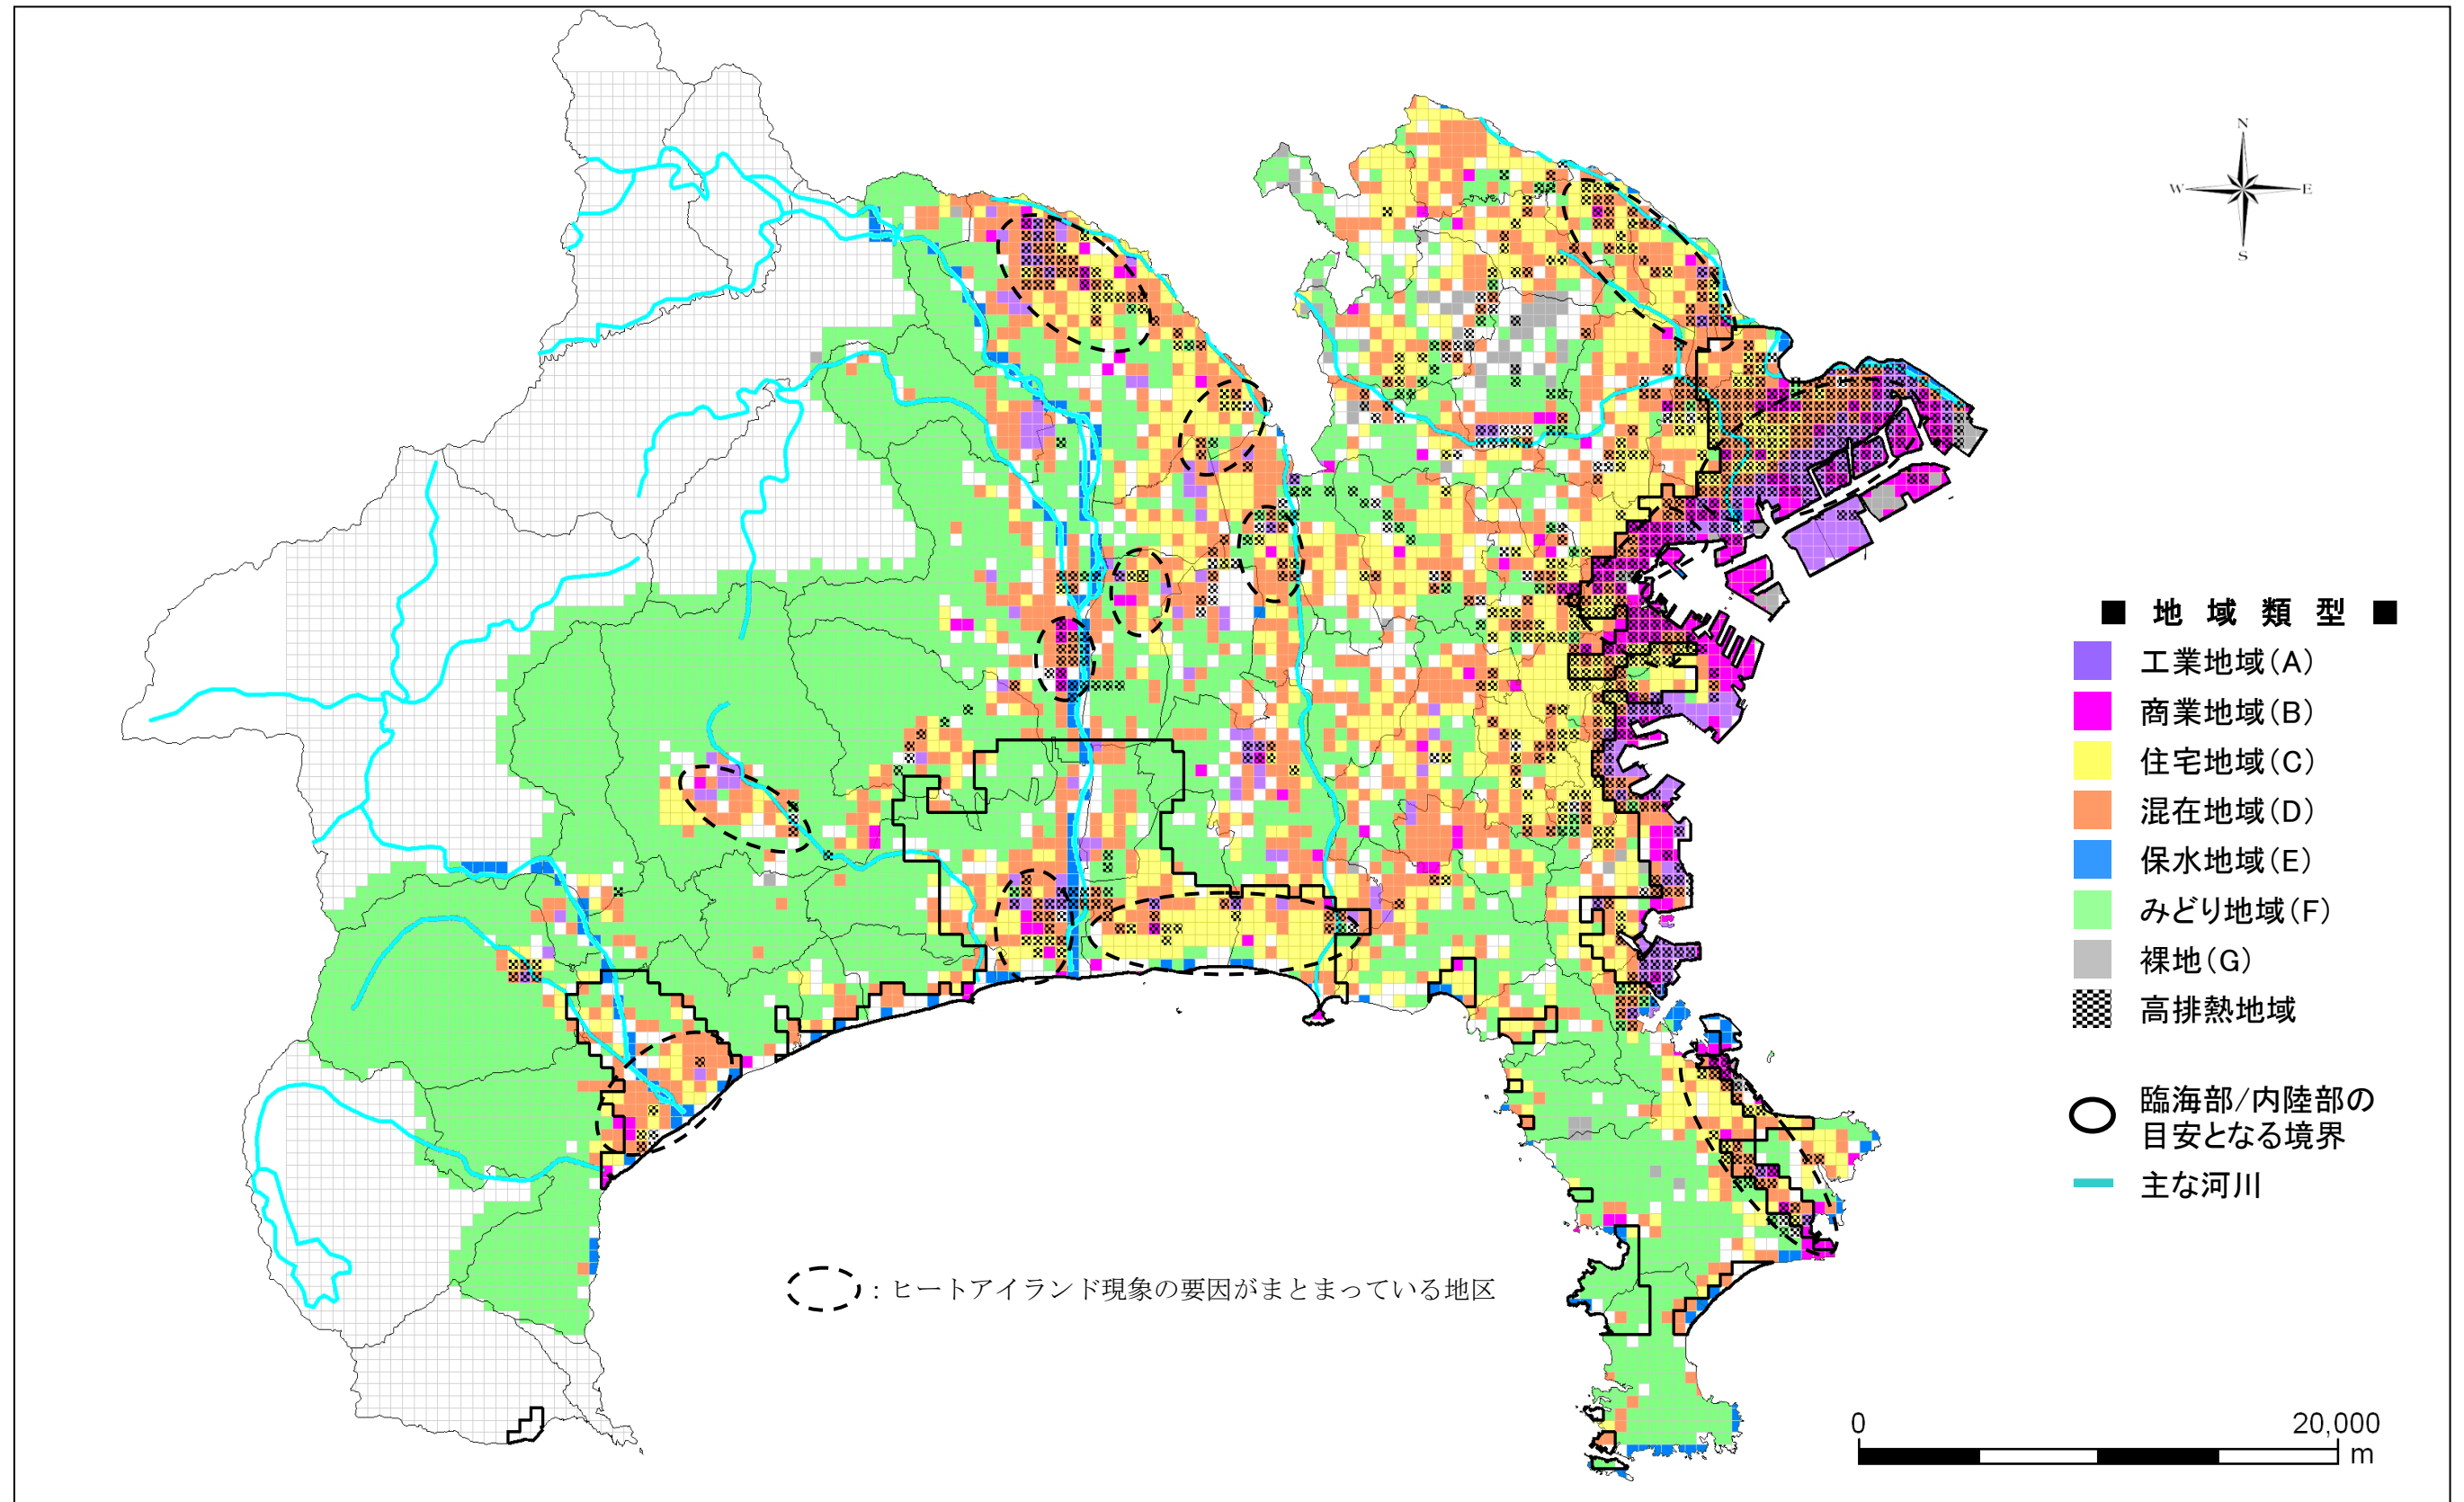 N
W E
S
■ 地域類型 ■
工業地域(A)
商業地域(B)
住宅地域(C)
混在地域(D)
保水地域(E)
みどり地域(F)
裸地(G)
高排熱地域
臨海部/内陸部の
目安となる境界
主な河川
:ヒートアイランド現象の要因がまとまっている地区
0 20,000
m